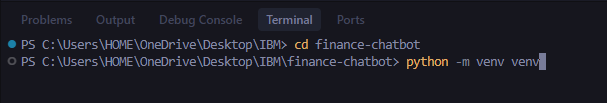 Problems Output Debug Console Terminal Ports
PS C:\Users\HOME\OneDrive\Desktop\IBM> cd finance-chatbot
PS C:\Users\HOME\OneDrive\Desktop\IBM\finance-chatbot> python -m venv venv